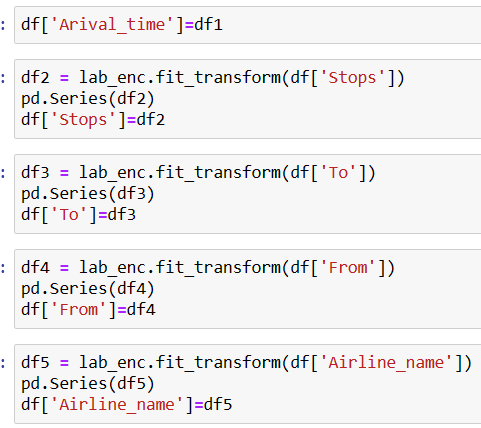 : df['Arival_time']=df1
: df2 = lab_enc.fit_transform(df['Stops'])
pd.Series(df2)
df['Stops']=df2
: df3 = lab_enc.fit_transform(df['To'])
pd.Series(df3)
df['To']=df3
: df4 = lab_enc.fit_transform(df['From'])
pd.Series(df4)
df['From']=df4
: df5 = lab_enc.fit_transform(df['Airline_name'])
pd.Series(df5)
df['Airline_name']=df5